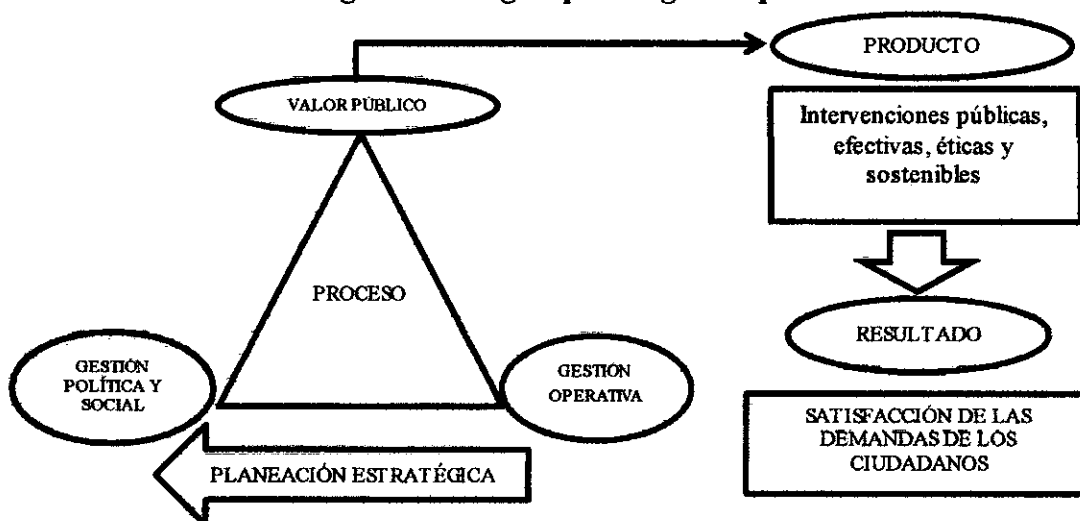 VALOR PÚBLICO
PROCESO
GESTIÓN
POLÍTICA Y
SOCIAL
GESTIÓN
OPERATIVA
PLANEACIÓN ESTRATÉGICA
PRODUCTO
Intervenciones públicas,
efectivas, éticas y
sostenibles
RESULTADO
SATISFACCIÓN DE LAS
DEMANDAS DE LOS
CIUDADANOS